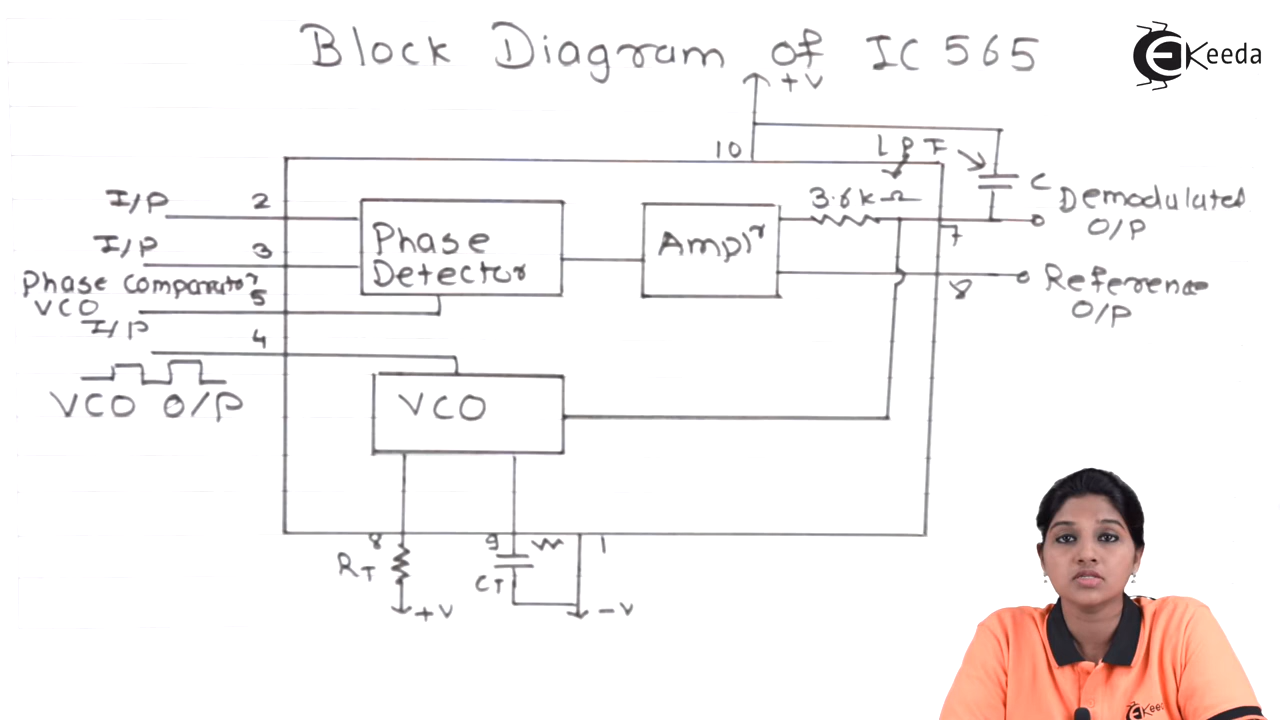 Block Diagram of IC 565
EKeeda
+V
10
LPF
I/P 2
3.6kΩ
C
Demodulated
O/P
I/P 3
Phase
Detector
Amplr
7
Phase Comparator
VCO 5
I/P
8
Reference
O/P
4
VCO O/P
VCO
8
9
1
RT
CT
+V
-V
EKeeda